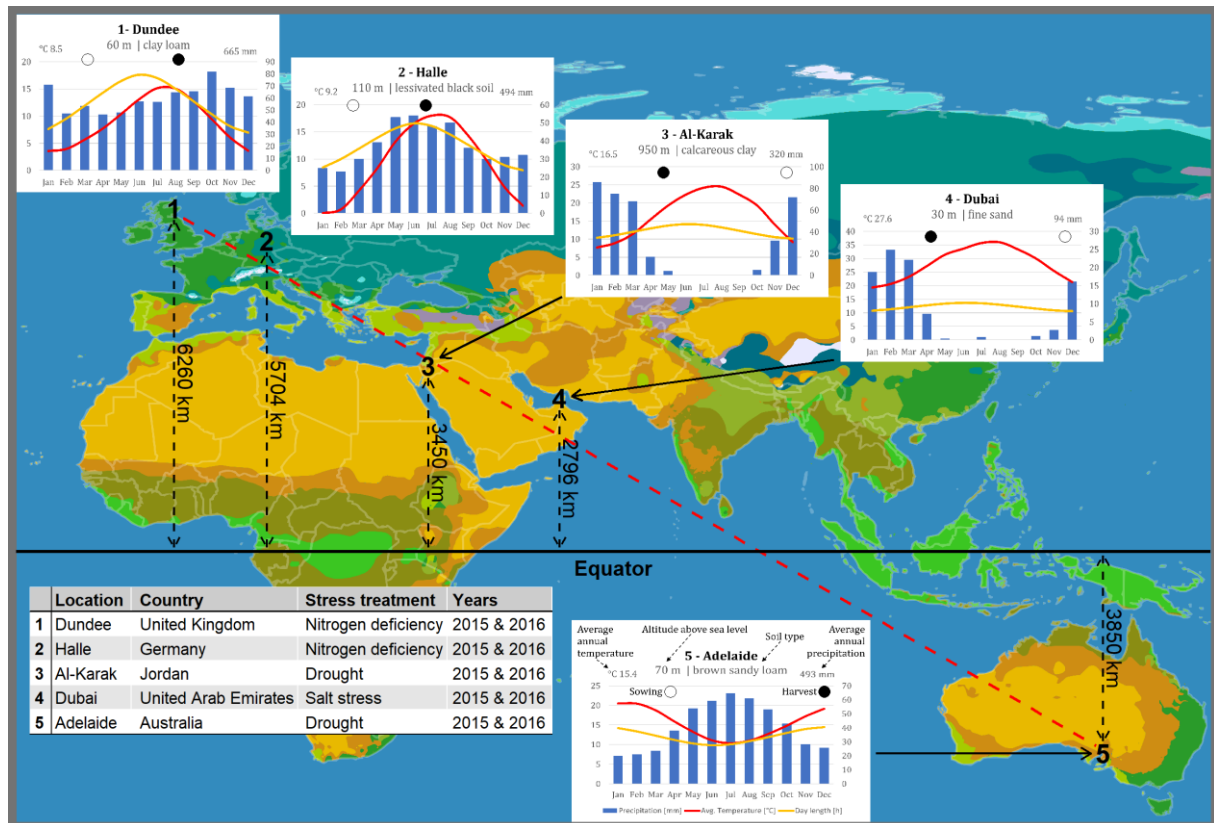 1- Dundee
60 m | clay loam
°C 8.5
665 mm
20
15
10
5
0
90
80
70
60
50
40
30
20
10
0
Jan Feb Mar Apr May Jun Jul Aug Sep Oct Nov Dec
2 - Halle
110 m | lessivated black soil
°C 9.2
494 mm
20
15
10
5
0
60
50
40
30
20
10
0
Jan Feb Mar Apr May Jun Jul Aug Sep Oct Nov Dec
3 - Al-Karak
950 m | calcareous clay
°C 16.5
320 mm
30
25
20
15
10
5
0
100
80
60
40
20
0
Jan Feb Mar Apr May Jun Jul Aug Sep Oct Nov Dec
4 - Dubai
30 m | fine sand
°C 27.6
94 mm
40
35
30
25
20
15
10
5
0
30
25
20
15
10
5
0
Jan Feb Mar Apr May Jun Jul Aug Sep Oct Nov Dec
1
2
3
4
6260 km
5704 km
3450 km
2796 km
Equator
3850 km
5
Location Country Stress treatment Years
1 Dundee United Kingdom Nitrogen deficiency 2015 & 2016
2 Halle Germany Nitrogen deficiency 2015 & 2016
3 Al-Karak Jordan Drought 2015 & 2016
4 Dubai United Arab Emirates Salt stress 2015 & 2016
5 Adelaide Australia Drought 2015 & 2016
Average annual temperature
Altitude above sea level
Soil type
Average annual precipitation
5 - Adelaide
70 m | brown sandy loam
°C 15.4
493 mm
Sowing
Harvest
25
20
15
10
5
0
70
60
50
40
30
20
10
0
Jan Feb Mar Apr May Jun Jul Aug Sep Oct Nov Dec
Precipitation [mm] Avg. Temperature [°C] Day length [h]